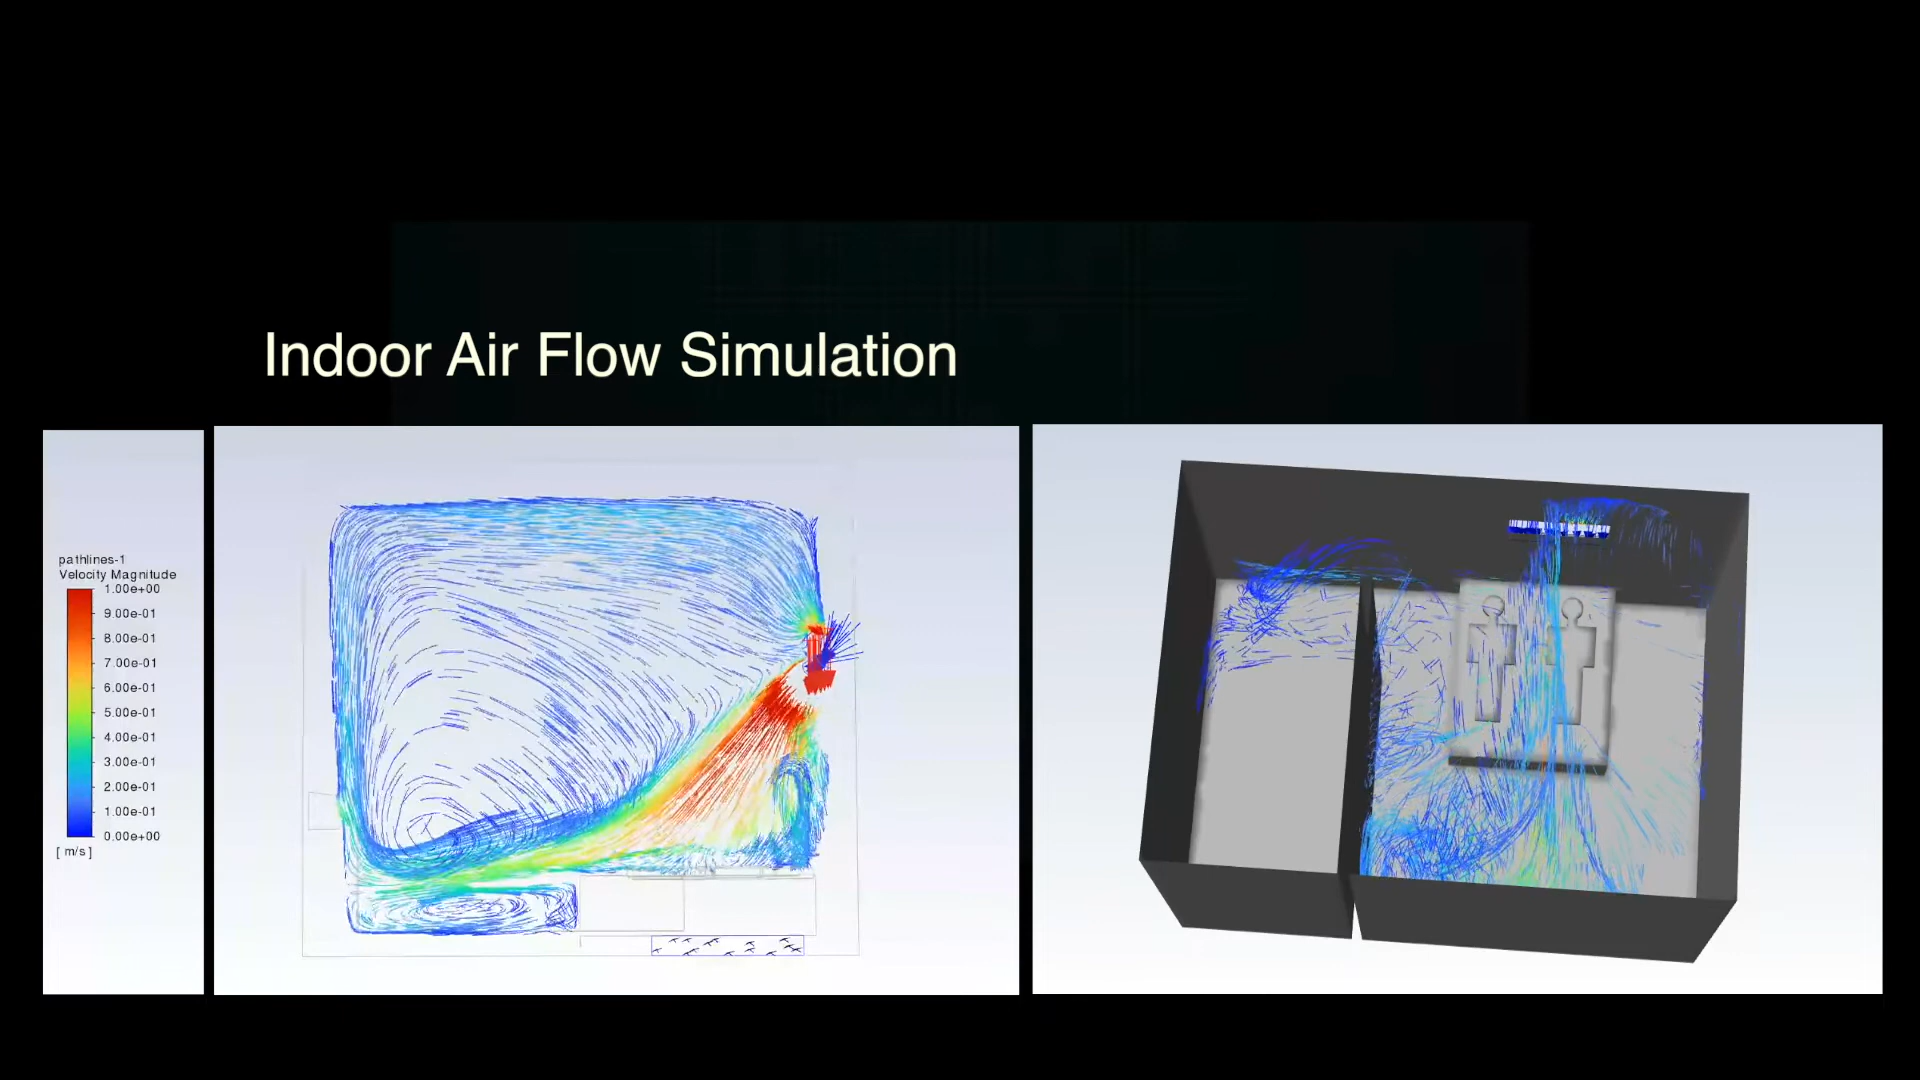 Indoor Air Flow Simulation
pathlines-1
Velocity Magnitude
1.00e+00
9.00e-01
8.00e-01
7.00e-01
6.00e-01
5.00e-01
4.00e-01
3.00e-01
2.00e-01
1.00e-01
0.00e+00
[ m/s ]